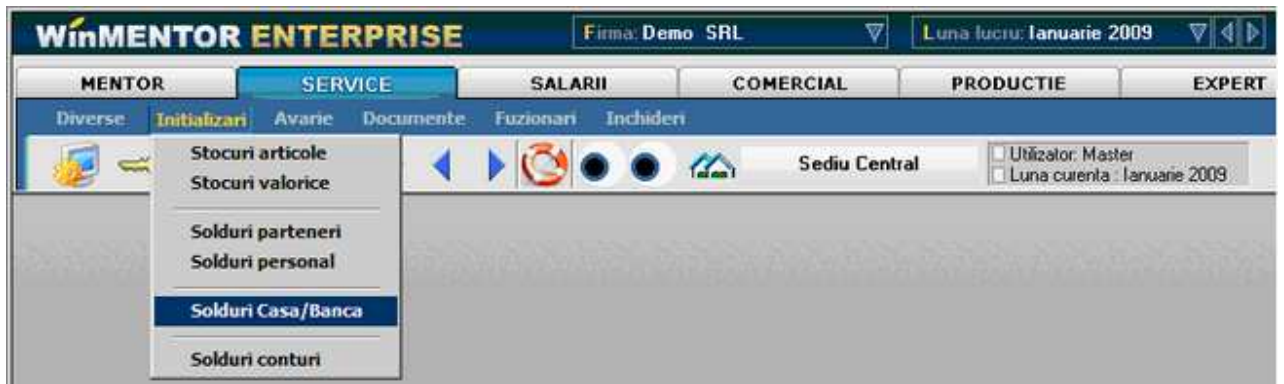 WinMENTOR ENTERPRISE Firma: Demo SRL Luna lucru: Ianuarie 2009
MENTOR SERVICE SALARII COMERCIAL PRODUCTIE EXPERT
Diverse Initializari Avarie Documente Fuzionari Inchideri
Stocuri articole
Stocuri valorice
Sediu Central
Utilizator: Master
Luna curenta : Ianuarie 2009
Solduri parteneri
Solduri personal
Solduri Casa/Banca
Solduri conturi